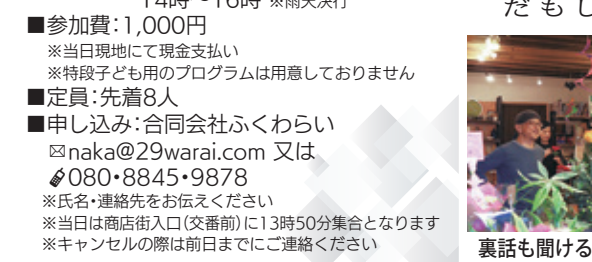 14時〜16時 ※雨天決行
■参加費:1,000円
※当日現地にて現金支払い
※特段子ども用のプログラムは用意しておりません
■定員:先着8人
■申し込み:合同会社ふくわらい
✉naka@29warai.com 又は
080・8845・9878
※氏名・連絡先をお伝えください
※当日は商店街入口(交番前)に13時50分集合となります
※キャンセルの際は前日までにご連絡ください
だもし
裏話も聞ける